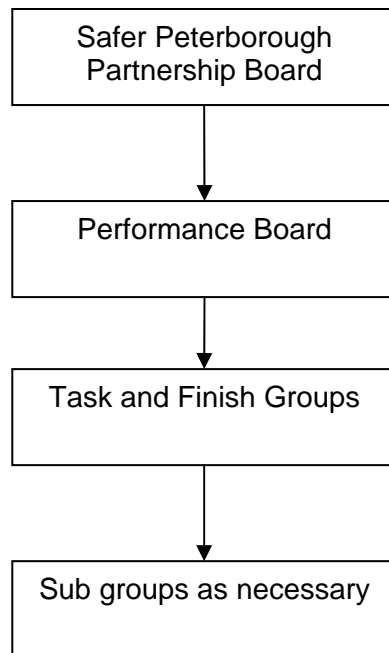 Safer Peterborough
Partnership Board
Performance Board
Task and Finish Groups
Sub groups as necessary